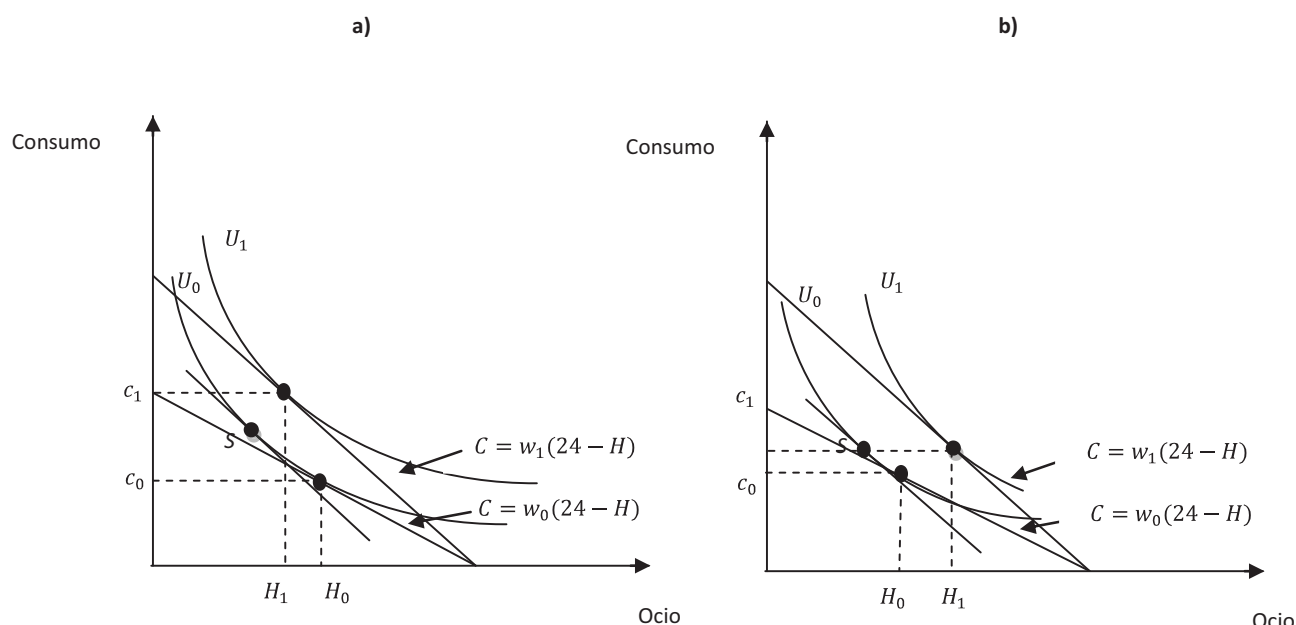 a)
Consumo
U₁
U₀
c₁
S
C = w₁(24 − H)
c₀
C = w₀(24 − H)
H₁ H₀
Ocio
b)
Consumo
U₀ U₁
c₁
S
C = w₁(24 − H)
c₀
C = w₀(24 − H)
H₀ H₁
Ocio